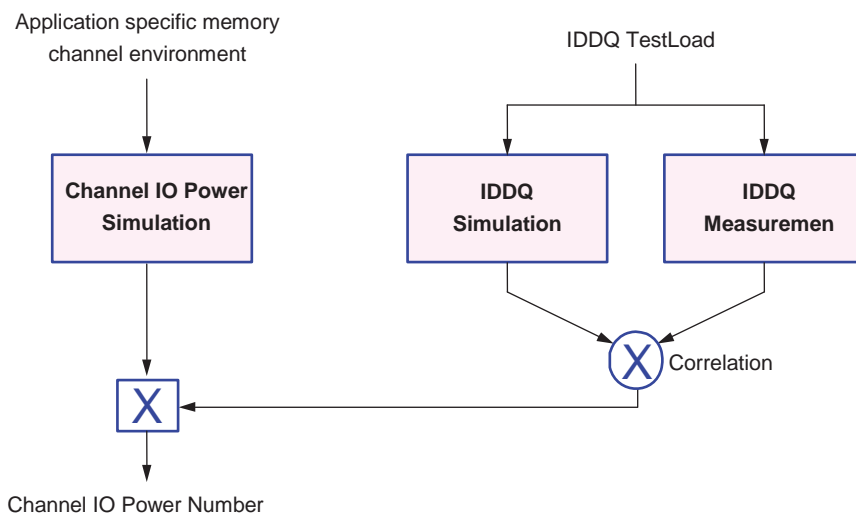 Application specific memory
channel environment
IDDQ TestLoad
Channel IO Power
Simulation
IDDQ
Simulation
IDDQ
Measuremen
X
Correlation
X
Channel IO Power Number